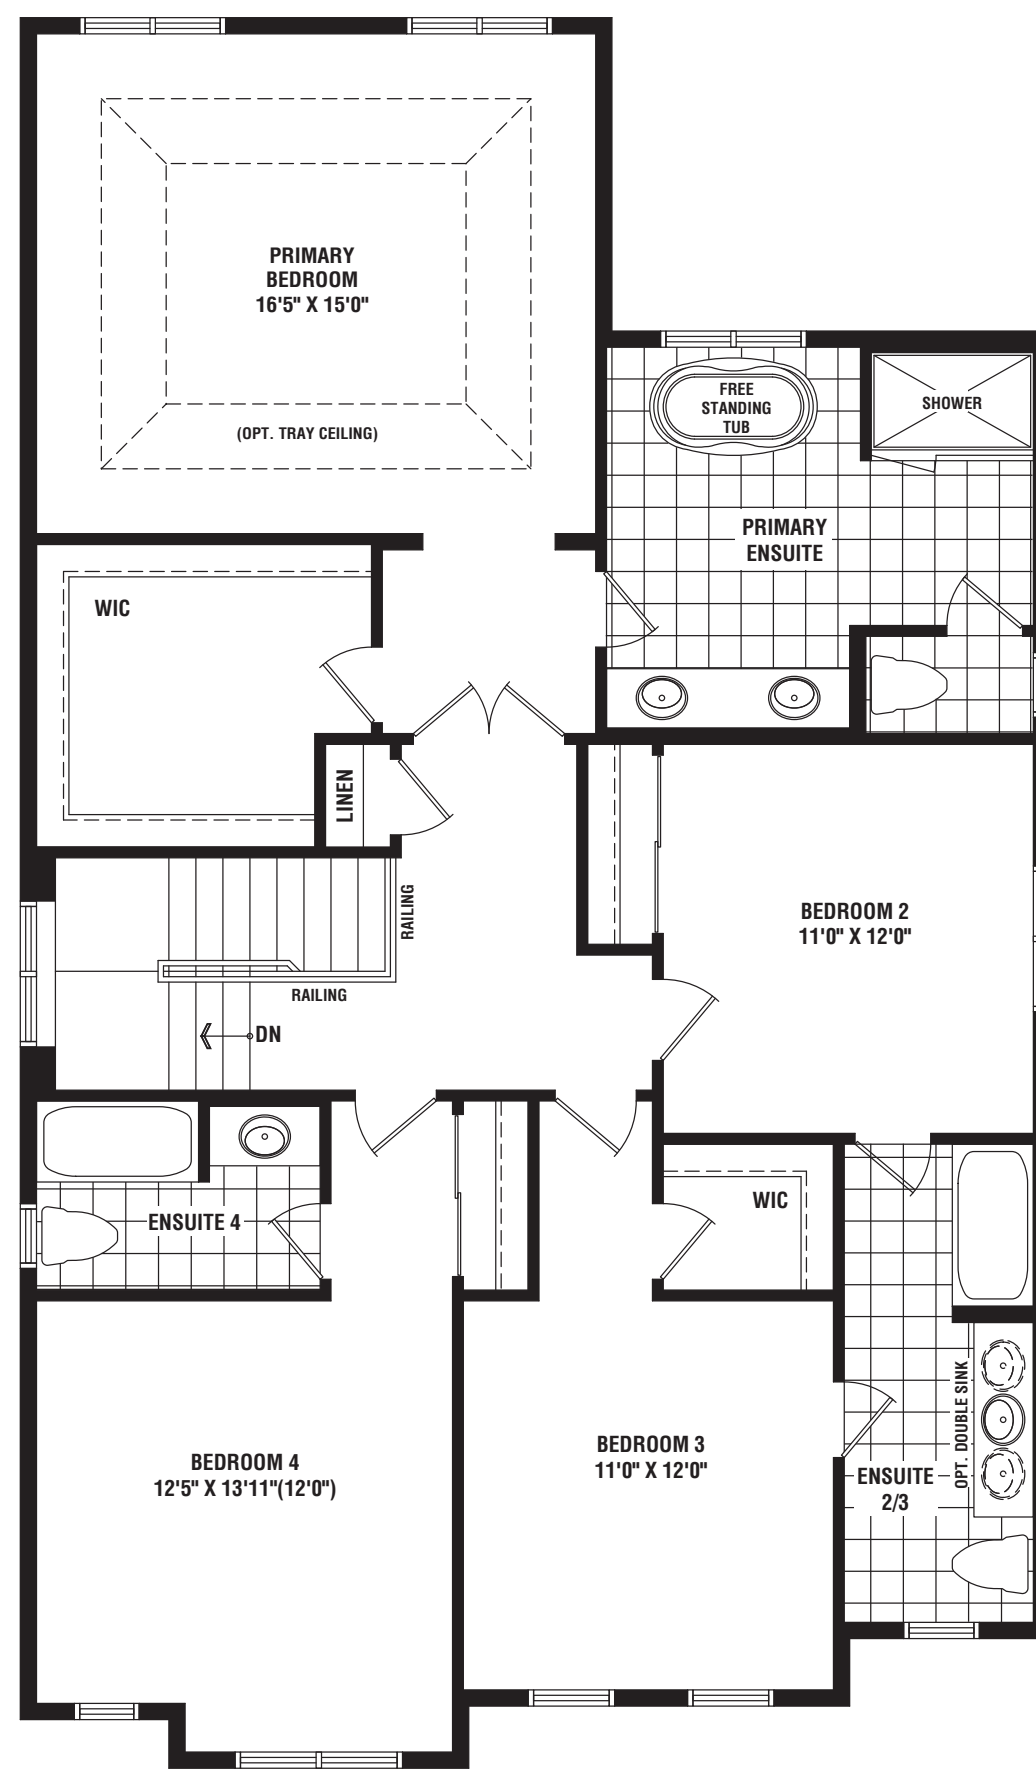 PRIMARY
BEDROOM
16'5" X 15'0"
(OPT. TRAY CEILING)
FREE
STANDING
TUB
SHOWER
PRIMARY
ENSUITE
WIC
LINEN
RAILING
RAILING
DN
BEDROOM 2
11'0" X 12'0"
ENSUITE 4
WIC
BEDROOM 4
12'5" X 13'11"(12'0")
BEDROOM 3
11'0" X 12'0"
OPT. DOUBLE SINK
ENSUITE
2/3